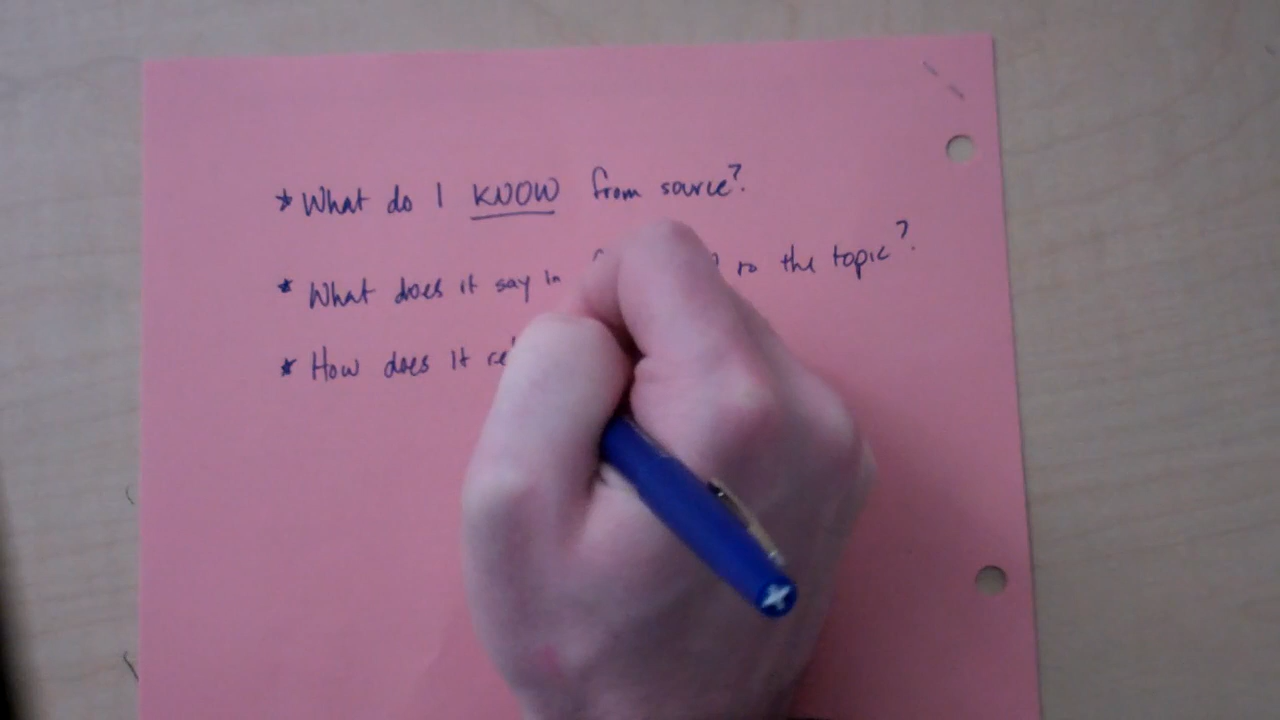 * What do I KNOW from source?
* What does it say in to the topic?
* How does it